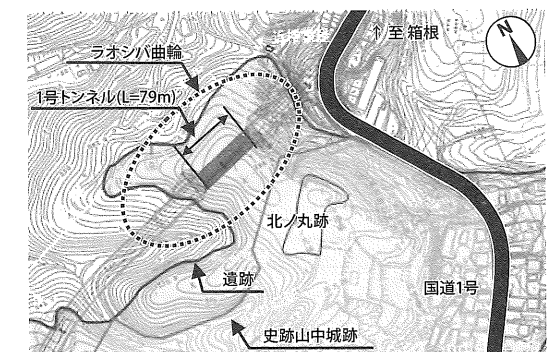 ↑至 箱根
N
ラオシバ曲輪
1号トンネル(L=79m)
北ノ丸跡
遺跡
国道1号
史跡山中城跡